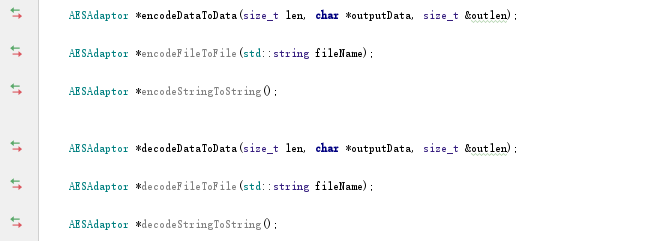 AESAdaptor *encodeDataToData(size_t len, char *outputData, size_t &outlen);
AESAdaptor *encodeFileToFile(std::string fileName);
AESAdaptor *encodeStringToString();
AESAdaptor *decodeDataToData(size_t len, char *outputData, size_t &outlen);
AESAdaptor *decodeFileToFile(std::string fileName);
AESAdaptor *decodeStringToString();